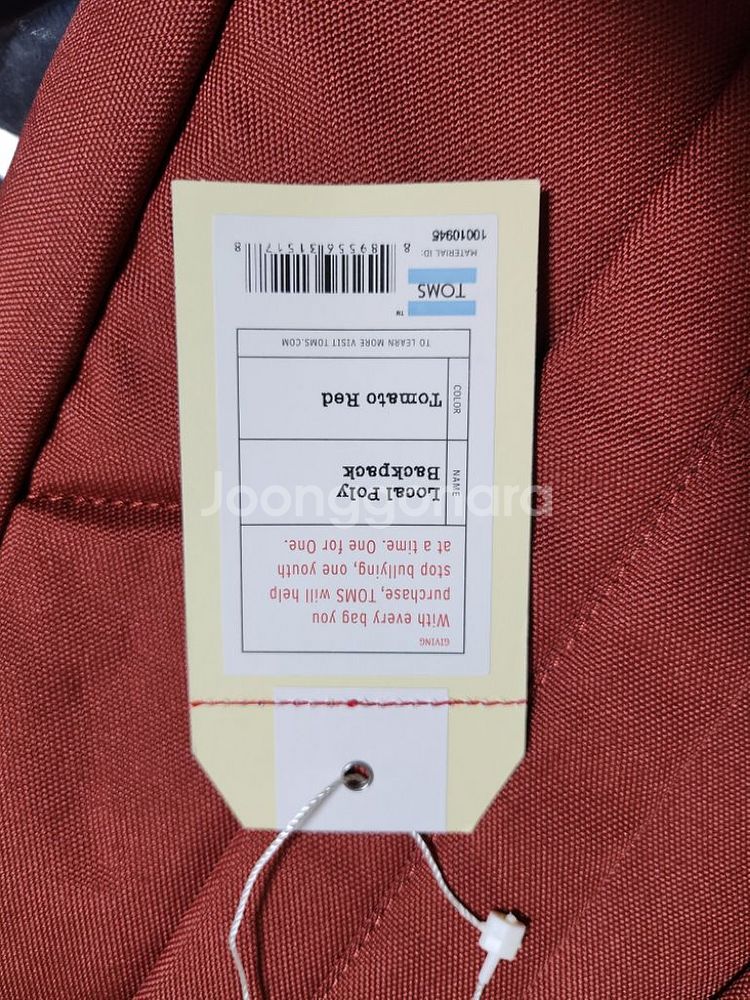 GIVING
With every bag you
purchase, TOMS will help
stop bullying, one youth
at a time. One for One.
NAME
Local Poly
Backpack
COLOR
Tomato Red
TO LEARN MORE VISIT TOMS.COM
TOMS
TM
MATERIAL ID:
10010945
8 89556 31517 8
Joonggonara